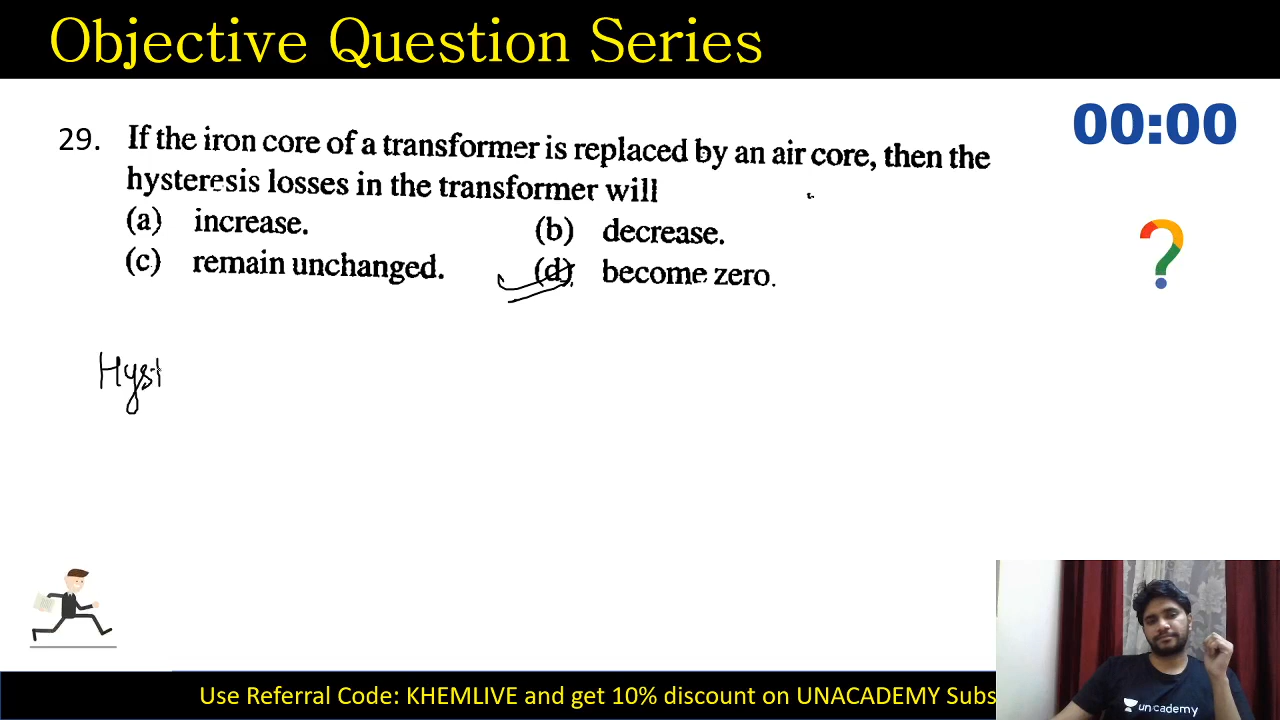 Objective Question Series
00:00
29. If the iron core of a transformer is replaced by an air core, then the
hysteresis losses in the transformer will
(a) increase. (b) decrease.
(c) remain unchanged. (d) become zero.
?
Hyst
Use Referral Code: KHEMLIVE and get 10% discount on UNACADEMY Subs
unacademy